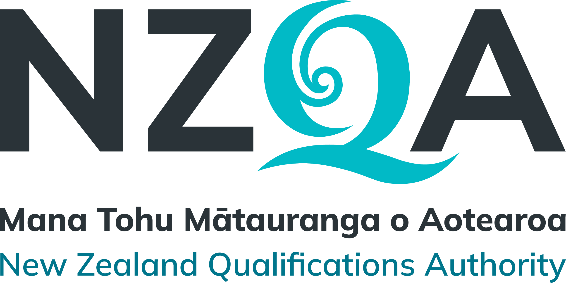 NZQA
Mana Tohu Mātauranga o Aotearoa
New Zealand Qualifications Authority